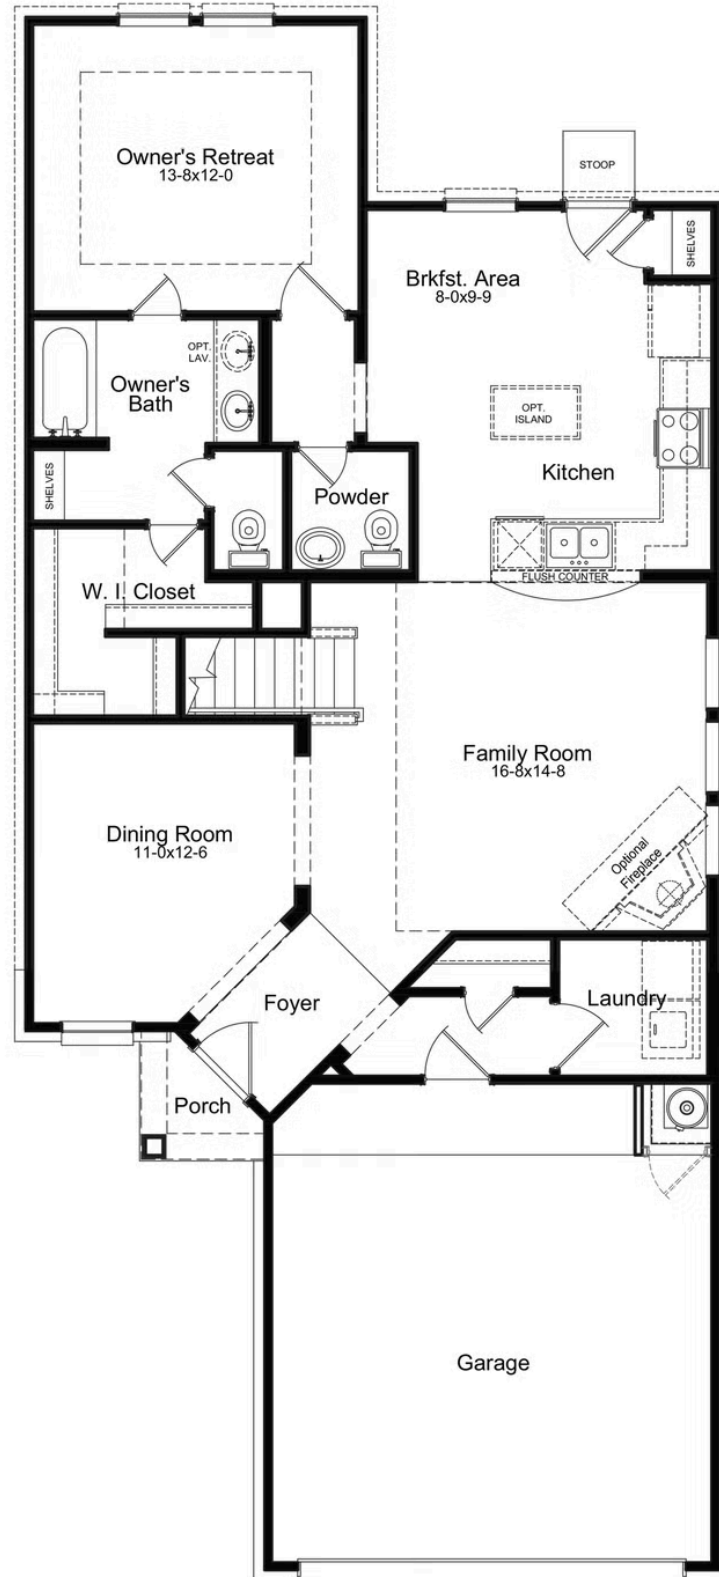 Owner's Retreat
13-8x12-0
STOOP
SHELVES
Brkfst. Area
8-0x9-9
OPT.
LAV.
Owner's
Bath
OPT.
ISLAND
SHELVES
Kitchen
Powder
FLUSH COUNTER
W. I. Closet
Family Room
16-8x14-8
Dining Room
11-0x12-6
Optional
Fireplace
Foyer
Laundry
Porch
Garage